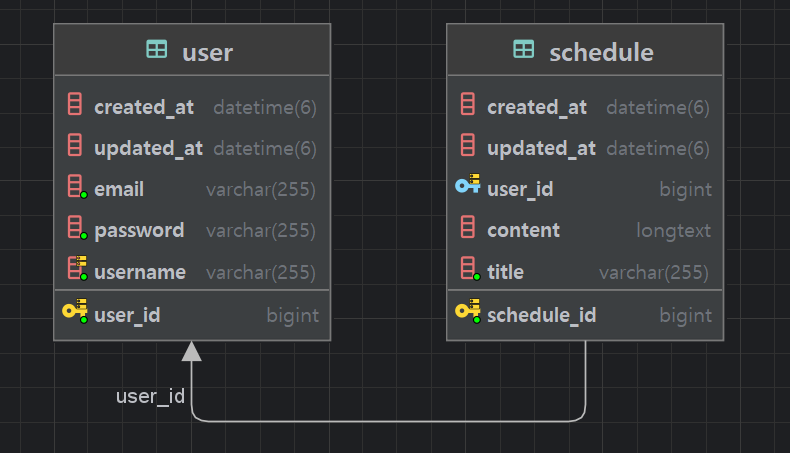 user
created_at datetime(6)
updated_at datetime(6)
email varchar(255)
password varchar(255)
username varchar(255)
user_id bigint
schedule
created_at datetime(6)
updated_at datetime(6)
user_id bigint
content longtext
title varchar(255)
schedule_id bigint
user_id